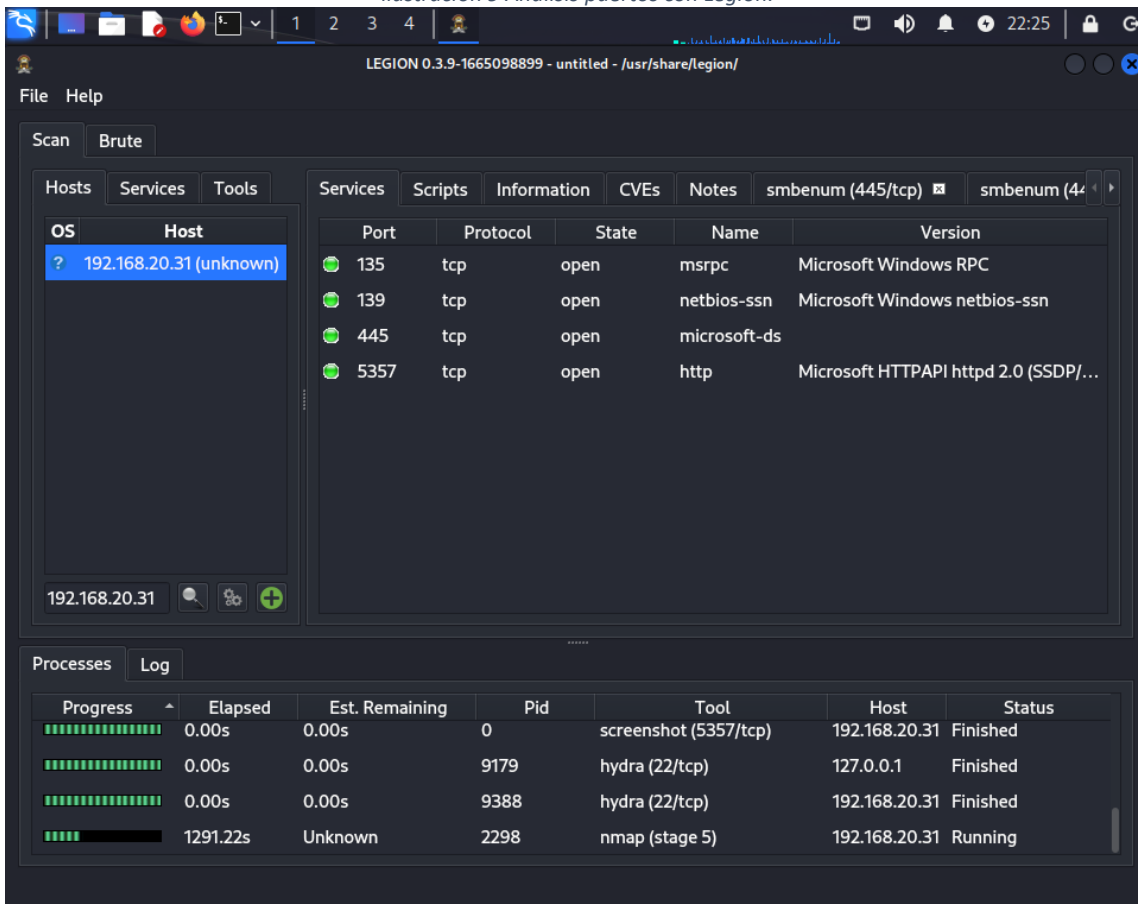 Ilustración 3 Análisis puertos con Legion.
1 2 3 4 22:25
LEGION 0.3.9-1665098899 - untitled - /usr/share/legion/
File Help
Scan Brute
Hosts Services Tools
Services Scripts Information CVEs Notes smbenum (445/tcp) smbenum (44
OS Host
? 192.168.20.31 (unknown)
Port Protocol State Name Version
135 tcp open msrpc Microsoft Windows RPC
139 tcp open netbios-ssn Microsoft Windows netbios-ssn
445 tcp open microsoft-ds
5357 tcp open http Microsoft HTTPAPI httpd 2.0 (SSDP/...
192.168.20.31
Processes Log
Progress Elapsed Est. Remaining Pid Tool Host Status
0.00s 0.00s 0 screenshot (5357/tcp) 192.168.20.31 Finished
0.00s 0.00s 9179 hydra (22/tcp) 127.0.0.1 Finished
0.00s 0.00s 9388 hydra (22/tcp) 192.168.20.31 Finished
1291.22s Unknown 2298 nmap (stage 5) 192.168.20.31 Running